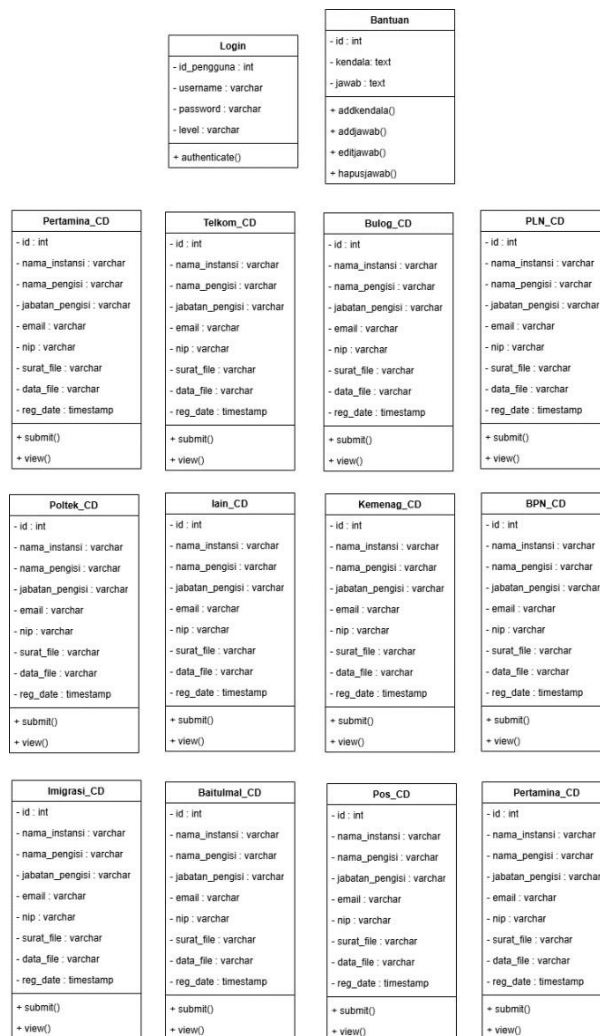 Login
- id_pengguna : int
- username : varchar
- password : varchar
- level : varchar
+ authenticate()
Bantuan
- id : int
- kendala: text
- jawab : text
+ addkendala()
+ addjawab()
+ editjawab()
+ hapusjawab()
Pertamina_CD
- id : int
- nama_instansi : varchar
- nama_pengisi : varchar
- jabatan_pengisi : varchar
- email : varchar
- nip : varchar
- surat_file : varchar
- data_file : varchar
- reg_date : timestamp
+ submit()
+ view()
Telkom_CD
- id : int
- nama_instansi : varchar
- nama_pengisi : varchar
- jabatan_pengisi : varchar
- email : varchar
- nip : varchar
- surat_file : varchar
- data_file : varchar
- reg_date : timestamp
+ submit()
+ view()
Bulog_CD
- id : int
- nama_instansi : varchar
- nama_pengisi : varchar
- jabatan_pengisi : varchar
- email : varchar
- nip : varchar
- surat_file : varchar
- data_file : varchar
- reg_date : timestamp
+ submit()
+ view()
PLN_CD
- id : int
- nama_instansi : varchar
- nama_pengisi : varchar
- jabatan_pengisi : varchar
- email : varchar
- nip : varchar
- surat_file : varchar
- data_file : varchar
- reg_date : timestamp
+ submit()
+ view()
Poltek_CD
- id : int
- nama_instansi : varchar
- nama_pengisi : varchar
- jabatan_pengisi : varchar
- email : varchar
- nip : varchar
- surat_file : varchar
- data_file : varchar
- reg_date : timestamp
+ submit()
+ view()
Iain_CD
- id : int
- nama_instansi : varchar
- nama_pengisi : varchar
- jabatan_pengisi : varchar
- email : varchar
- nip : varchar
- surat_file : varchar
- data_file : varchar
- reg_date : timestamp
+ submit()
+ view()
Kemenag_CD
- id : int
- nama_instansi : varchar
- nama_pengisi : varchar
- jabatan_pengisi : varchar
- email : varchar
- nip : varchar
- surat_file : varchar
- data_file : varchar
- reg_date : timestamp
+ submit()
+ view()
BPN_CD
- id : int
- nama_instansi : varchar
- nama_pengisi : varchar
- jabatan_pengisi : varchar
- email : varchar
- nip : varchar
- surat_file : varchar
- data_file : varchar
- reg_date : timestamp
+ submit()
+ view()
Imigrasi_CD
- id : int
- nama_instansi : varchar
- nama_pengisi : varchar
- jabatan_pengisi : varchar
- email : varchar
- nip : varchar
- surat_file : varchar
- data_file : varchar
- reg_date : timestamp
+ submit()
+ view()
Baitulmal_CD
- id : int
- nama_instansi : varchar
- nama_pengisi : varchar
- jabatan_pengisi : varchar
- email : varchar
- nip : varchar
- surat_file : varchar
- data_file : varchar
- reg_date : timestamp
+ submit()
+ view()
Pos_CD
- id : int
- nama_instansi : varchar
- nama_pengisi : varchar
- jabatan_pengisi : varchar
- email : varchar
- nip : varchar
- surat_file : varchar
- data_file : varchar
- reg_date : timestamp
+ submit()
+ view()
Pertamina_CD
- id : int
- nama_instansi : varchar
- nama_pengisi : varchar
- jabatan_pengisi : varchar
- email : varchar
- nip : varchar
- surat_file : varchar
- data_file : varchar
- reg_date : timestamp
+ submit()
+ view()